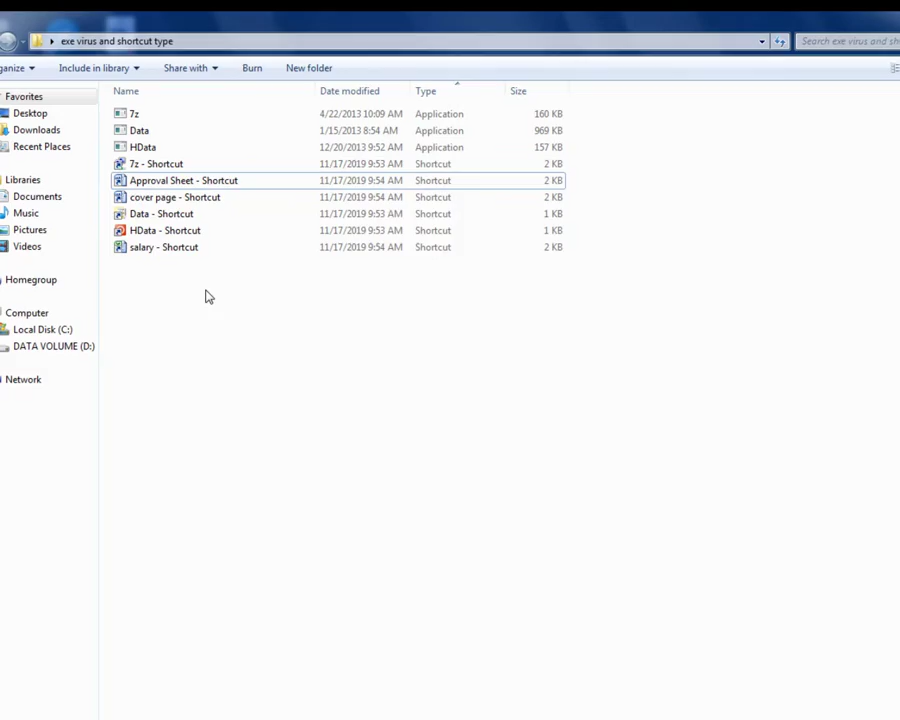 exe virus and shortcut type
Search exe virus and sh
ganize Include in library Share with Burn New folder
Favorites
Desktop
Downloads
Recent Places
Libraries
Documents
Music
Pictures
Videos
Homegroup
Computer
Local Disk (C:)
DATA VOLUME (D:)
Network
Name Date modified Type Size
7z 4/22/2013 10:09 AM Application 160 KB
Data 1/15/2013 8:54 AM Application 969 KB
HData 12/20/2013 9:52 AM Application 157 KB
7z - Shortcut 11/17/2019 9:53 AM Shortcut 2 KB
Approval Sheet - Shortcut 11/17/2019 9:54 AM Shortcut 2 KB
cover page - Shortcut 11/17/2019 9:54 AM Shortcut 2 KB
Data - Shortcut 11/17/2019 9:53 AM Shortcut 1 KB
HData - Shortcut 11/17/2019 9:53 AM Shortcut 1 KB
salary - Shortcut 11/17/2019 9:54 AM Shortcut 2 KB